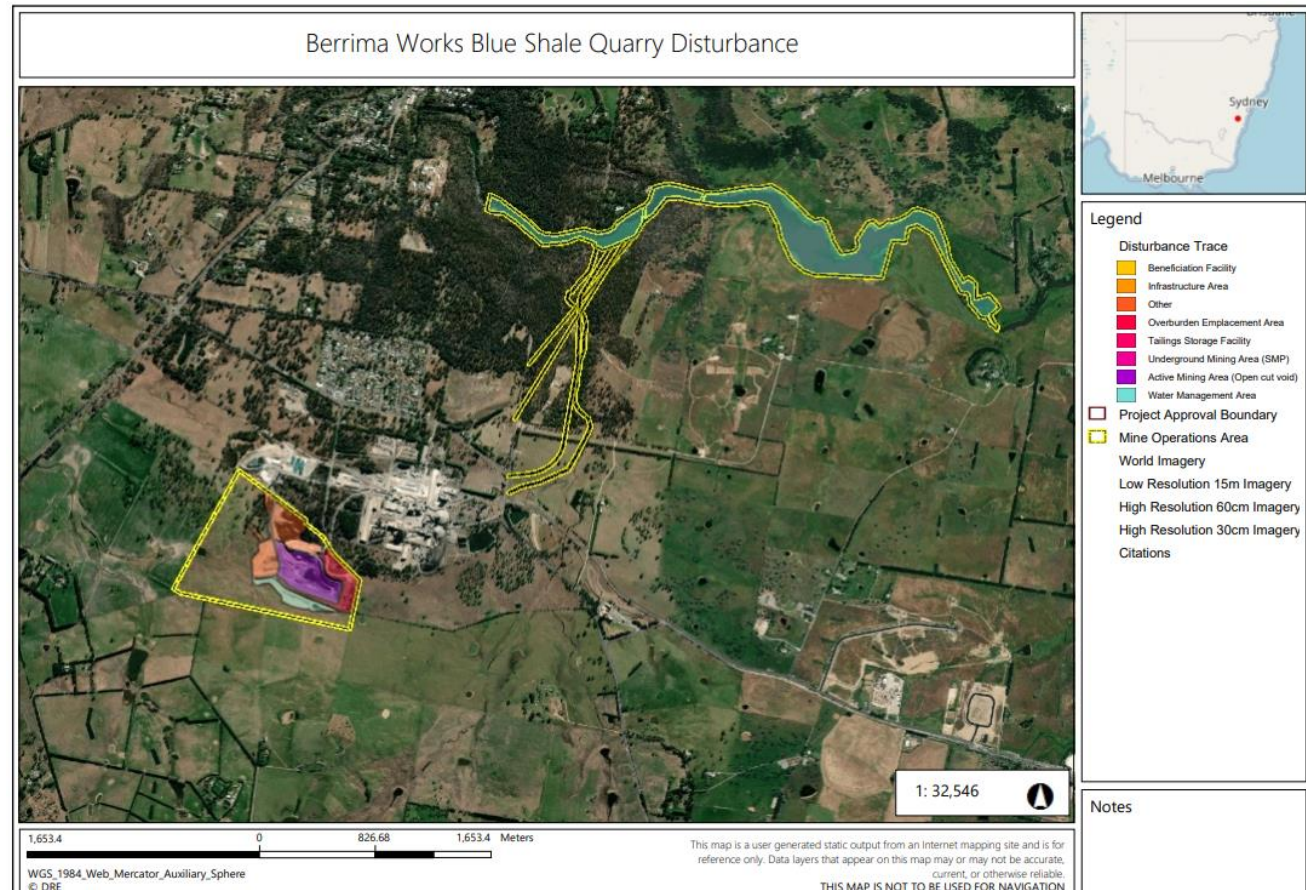 Berrima Works Blue Shale Quarry Disturbance
Sydney
Melbourne
Legend
Disturbance Trace
Beneficiation Facility
Infrastructure Area
Other
Overburden Emplacement Area
Tailings Storage Facility
Underground Mining Area (SMP)
Active Mining Area (Open cut void)
Water Management Area
Project Approval Boundary
Mine Operations Area
World Imagery
Low Resolution 15m Imagery
High Resolution 60cm Imagery
High Resolution 30cm Imagery
Citations
1: 32,546
Notes
1,653.4 0 826.68 1,653.4 Meters
WGS_1984_Web_Mercator_Auxiliary_Sphere
© DRE
This map is a user generated static output from an Internet mapping site and is for
reference only. Data layers that appear on this map may or may not be accurate,
current, or otherwise reliable.
THIS MAP IS NOT TO BE USED FOR NAVIGATION